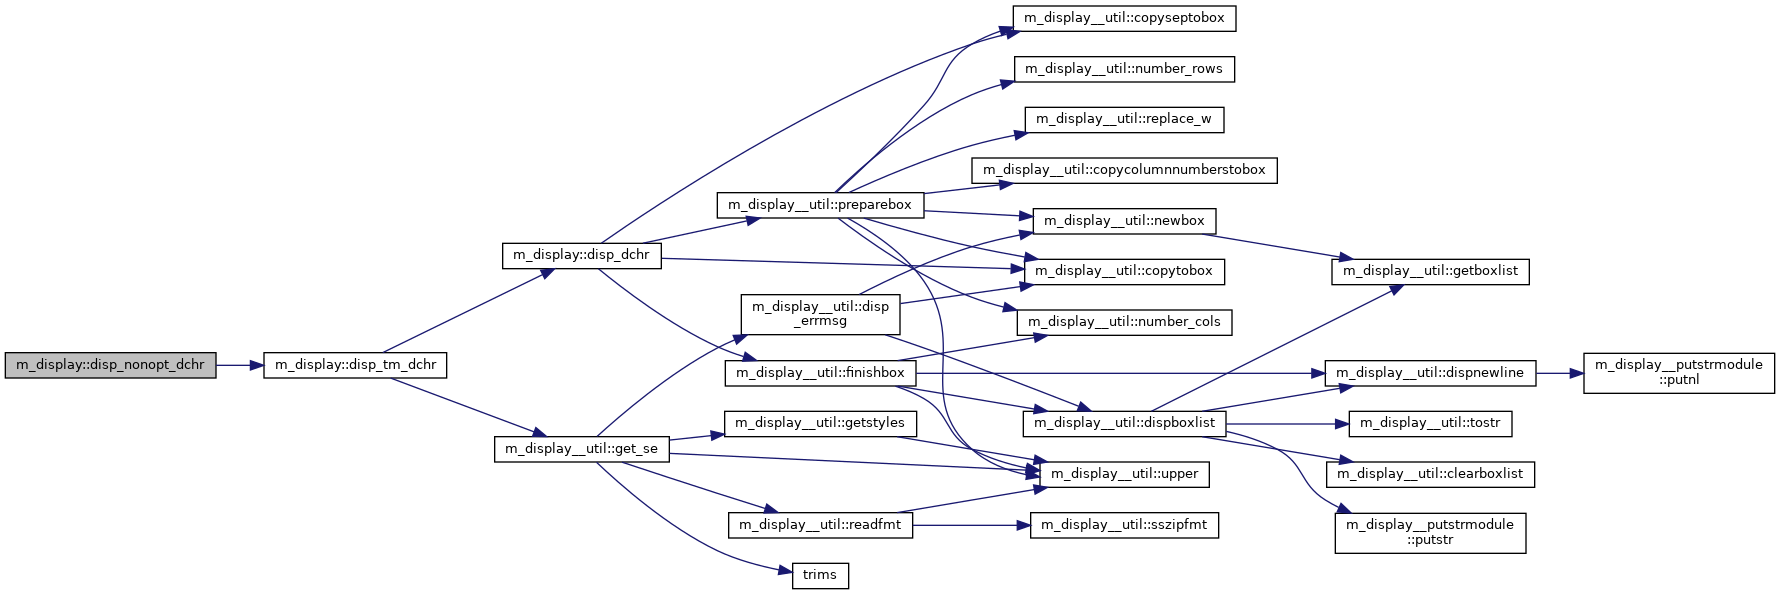 m_display__util::copyseptobox
m_display__util::number_rows
m_display__util::replace_w
m_display__util::copycolumnnumberstobox
m_display__util::preparebox
m_display__util::newbox
m_display::disp_dchr
m_display__util::copytobox
m_display__util::getboxlist
m_display__util::disp
_errmsg
m_display__util::number_cols
m_display::disp_nonopt_dchr
m_display::disp_tm_dchr
m_display__util::finishbox
m_display__util::dispnewline
m_display__putstrmodule
::putnl
m_display__util::getstyles
m_display__util::dispboxlist
m_display__util::tostr
m_display__util::get_se
m_display__util::upper
m_display__util::clearboxlist
m_display__util::readfmt
m_display__util::sszipfmt
m_display__putstrmodule
::putstr
trims